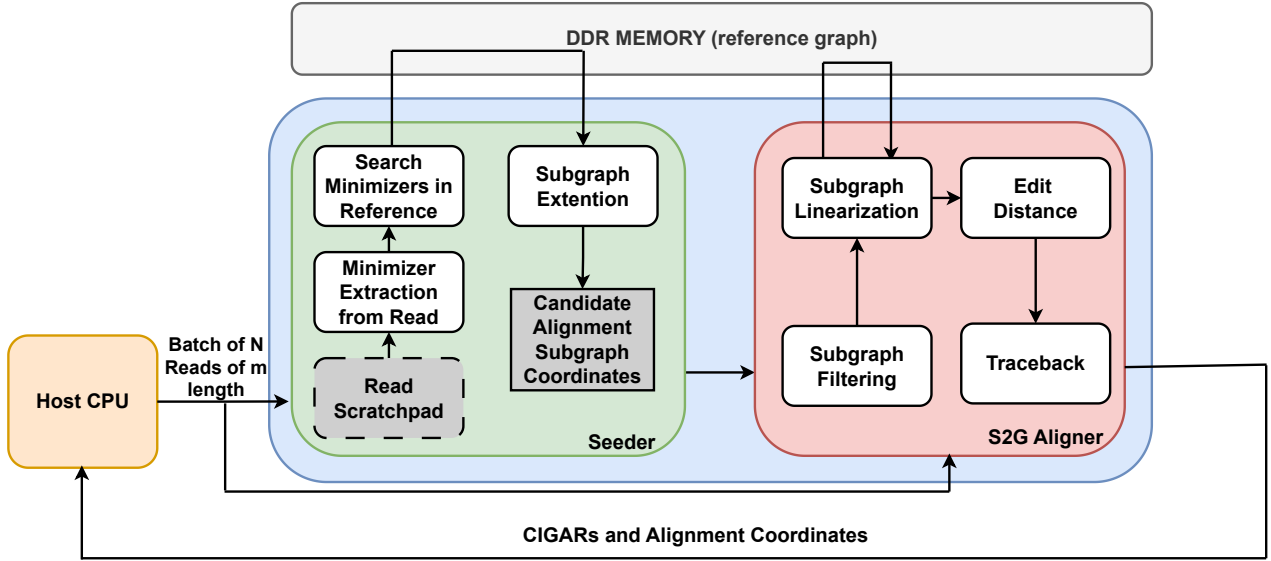 DDR MEMORY (reference graph)
Search
Minimizers in
Reference
Subgraph
Extention
Minimizer
Extraction
from Read
Candidate
Alignment
Subgraph
Coordinates
Read
Scratchpad
Seeder
Subgraph
Linearization
Edit
Distance
Subgraph
Filtering
Traceback
S2G Aligner
Batch of N
Reads of m
length
Host CPU
CIGARs and Alignment Coordinates